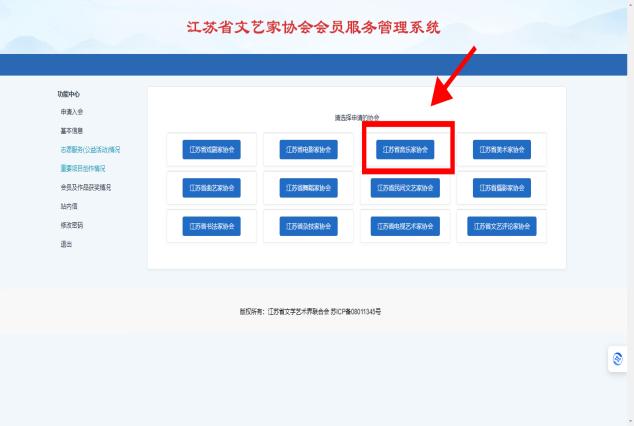 江苏省文艺家协会会员服务管理系统
功能中心
申请入会
基本信息
志愿服务(公益活动)情况
重要项目创作情况
会员及作品获奖情况
站内信
修改密码
退出
请选择申请的协会
江苏省戏剧家协会 江苏省电影家协会 江苏省音乐家协会 江苏省美术家协会
江苏省曲艺家协会 江苏省舞蹈家协会 江苏省民间文艺家协会 江苏省摄影家协会
江苏省书法家协会 江苏省杂技家协会 江苏省电视艺术家协会 江苏省文艺评论家协会
版权所有：江苏省文学艺术界联合会 苏ICP备08011345号